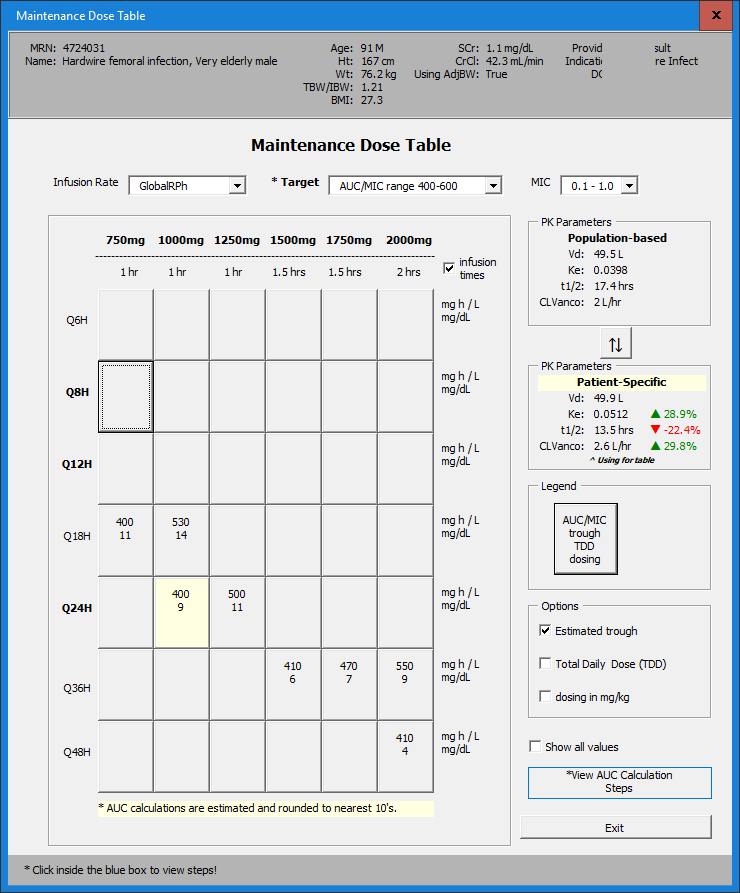 Maintenance Dose Table
MRN: 4724031
Name: Hardwire femoral infection, Very elderly male
Age: 91 M
Ht: 167 cm
Wt: 76.2 kg
TBW/IBW: 1.21
BMI: 27.3
SCr: 1.1 mg/dL
CrCl: 42.3 mL/min
Using AdjBW: True
Provid sult
Indicati re Infect
Maintenance Dose Table
Infusion Rate GlobalRPh * Target AUC/MIC range 400-600 MIC 0.1 - 1.0
750mg 1000mg 1250mg 1500mg 1750mg 2000mg
1 hr 1 hr 1 hr 1.5 hrs 1.5 hrs 2 hrs
infusion
times
Q6H
mg h / L
mg/dL
Q8H
mg h / L
mg/dL
Q12H
mg h / L
mg/dL
Q18H
400 530 mg h / L
11 14 mg/dL
Q24H
400 500 mg h / L
9 11 mg/dL
Q36H
410 470 550 mg h / L
6 7 9 mg/dL
Q48H
410 mg h / L
4 mg/dL
* AUC calculations are estimated and rounded to nearest 10's.
PK Parameters
Population-based
Vd: 49.5 L
Ke: 0.0398
t1/2: 17.4 hrs
CLVanco: 2 L/hr
PK Parameters
Patient-Specific
Vd: 49.9 L
Ke: 0.0512 ▲ 28.9%
t1/2: 13.5 hrs ▼ -22.4%
CLVanco: 2.6 L/hr ▲ 29.8%
^ Using for table
Legend
AUC/MIC
trough
TDD
dosing
Options
Estimated trough
Total Daily Dose (TDD)
dosing in mg/kg
Show all values
*View AUC Calculation
Steps
Exit
* Click inside the blue box to view steps!